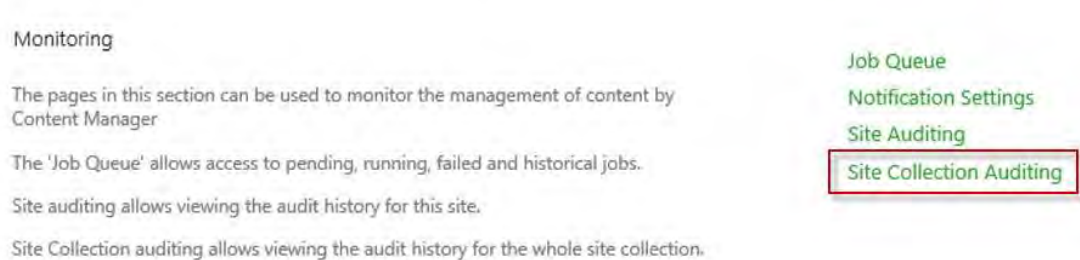 Monitoring
The pages in this section can be used to monitor the management of content by
Content Manager
The 'Job Queue' allows access to pending, running, failed and historical jobs.
Site auditing allows viewing the audit history for this site.
Site Collection auditing allows viewing the audit history for the whole site collection.
Job Queue
Notification Settings
Site Auditing
Site Collection Auditing